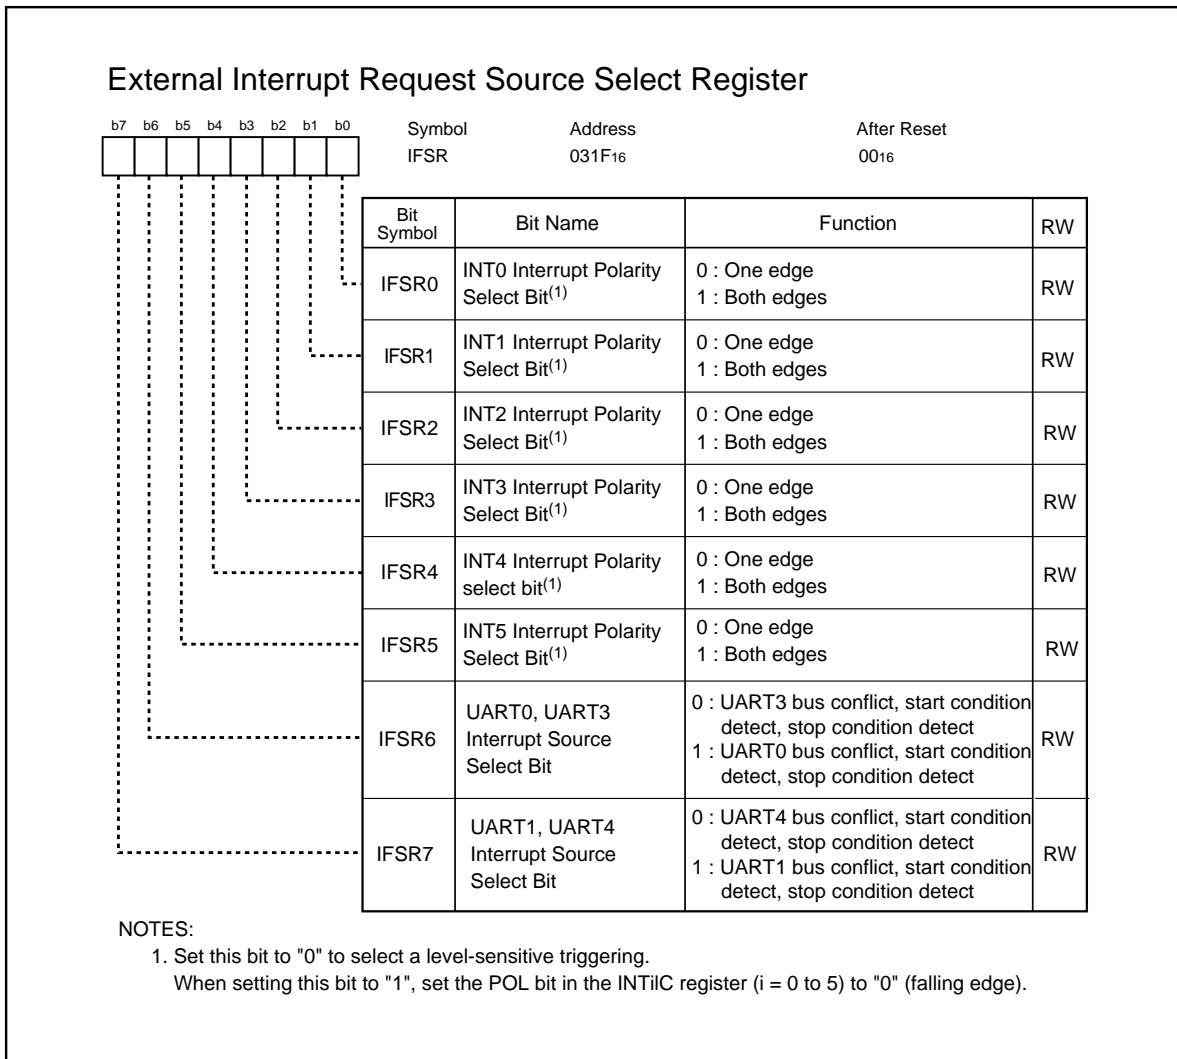 External Interrupt Request Source Select Register
b7 b6 b5 b4 b3 b2 b1 b0
Symbol Address After Reset
IFSR 031F16 0016
Bit Symbol Bit Name Function RW
IFSR0 INT0 Interrupt Polarity Select Bit(1) 0 : One edge RW
1 : Both edges
IFSR1 INT1 Interrupt Polarity Select Bit(1) 0 : One edge RW
1 : Both edges
IFSR2 INT2 Interrupt Polarity Select Bit(1) 0 : One edge RW
1 : Both edges
IFSR3 INT3 Interrupt Polarity Select Bit(1) 0 : One edge RW
1 : Both edges
IFSR4 INT4 Interrupt Polarity select bit(1) 0 : One edge RW
1 : Both edges
IFSR5 INT5 Interrupt Polarity Select Bit(1) 0 : One edge RW
1 : Both edges
IFSR6 UART0, UART3 Interrupt Source Select Bit 0 : UART3 bus conflict, start condition detect, stop condition detect RW
1 : UART0 bus conflict, start condition detect, stop condition detect
IFSR7 UART1, UART4 Interrupt Source Select Bit 0 : UART4 bus conflict, start condition detect, stop condition detect RW
1 : UART1 bus conflict, start condition detect, stop condition detect
NOTES:
1. Set this bit to "0" to select a level-sensitive triggering.
When setting this bit to "1", set the POL bit in the INTiIC register (i = 0 to 5) to "0" (falling edge).